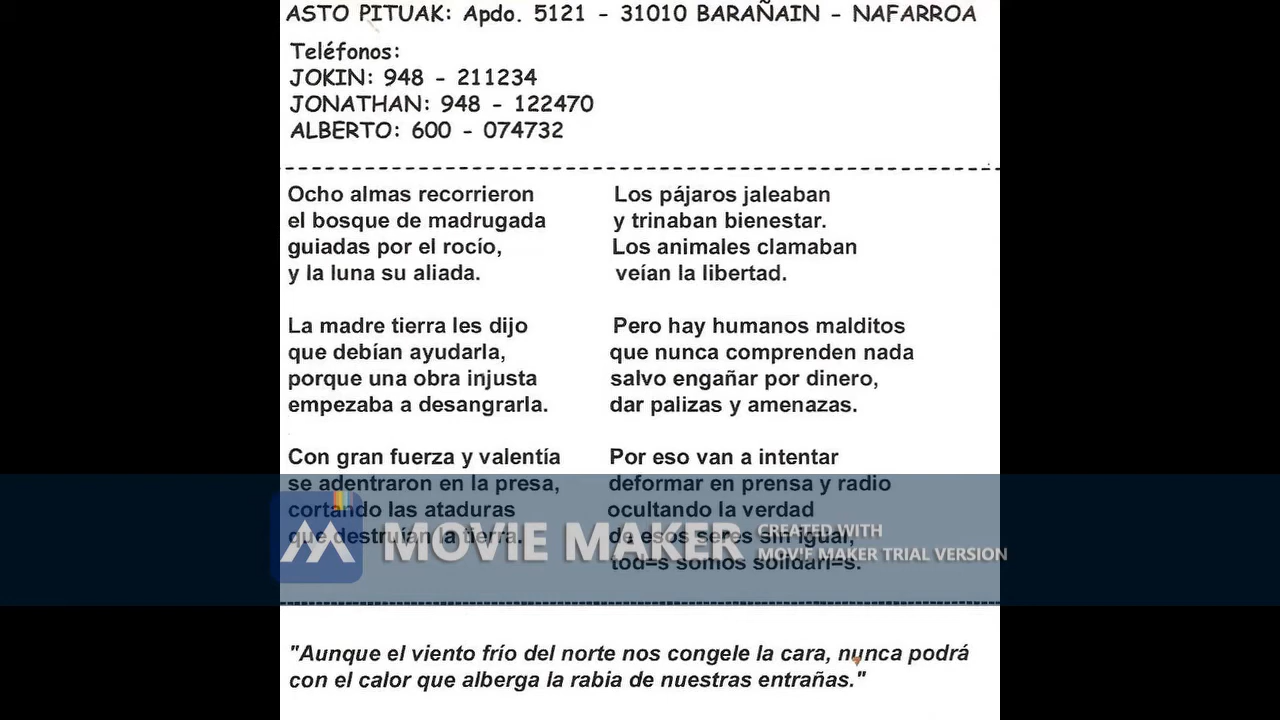 ASTO PITUAK: Apdo. 5121 - 31010 BARAÑAIN - NAFARROA
Teléfonos:
JOKIN: 948 - 211234
JONATHAN: 948 - 122470
ALBERTO: 600 - 074732
Ocho almas recorrieron
el bosque de madrugada
guiadas por el rocío,
y la luna su aliada.
La madre tierra les dijo
que debían ayudarla,
porque una obra injusta
empezaba a desangrarla.
Con gran fuerza y valentía
se adentraron en la presa,
cortando las ataduras
que destruían la tierra.
Los pájaros jaleaban
y trinaban bienestar.
Los animales clamaban
veían la libertad.
Pero hay humanos malditos
que nunca comprenden nada
salvo engañar por dinero,
dar palizas y amenazas.
Por eso van a intentar
deformar en prensa y radio
ocultando la verdad
de esos seres sin igual,
tod=s somos solidari=s.
MOVIE MAKER
CREATED WITH
MOVIE MAKER TRIAL VERSION
"Aunque el viento frío del norte nos congele la cara, nunca podrá
con el calor que alberga la rabia de nuestras entrañas."